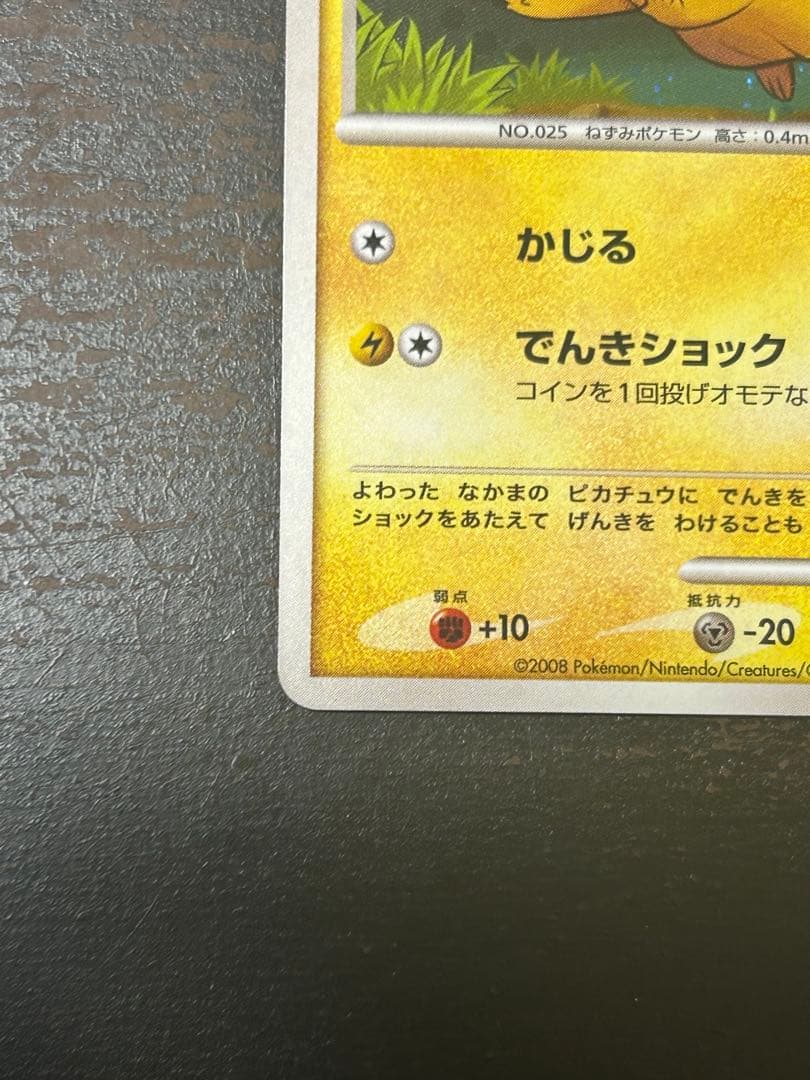 NO.025 ねずみポケモン 高さ:0.4m
かじる
でんきショック
コインを1回投げオモテな
よわった なかまの ピカチュウに でんきを
ショックをあたえて げんきを わけることも
弱点 抵抗力
+10 -20
©2008 Pokémon/Nintendo/Creatures/